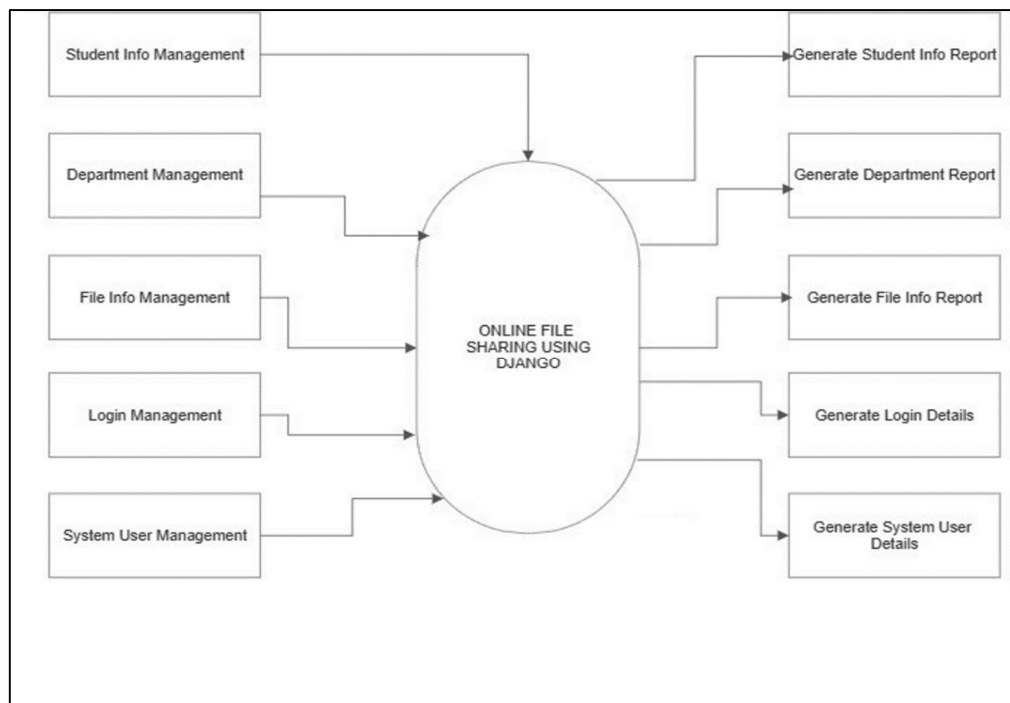 Student Info Management
Generate Student Info Report
Department Management
Generate Department Report
File Info Management
Generate File Info Report
ONLINE FILE
SHARING USING
DJANGO
Login Management
Generate Login Details
System User Management
Generate System User
Details